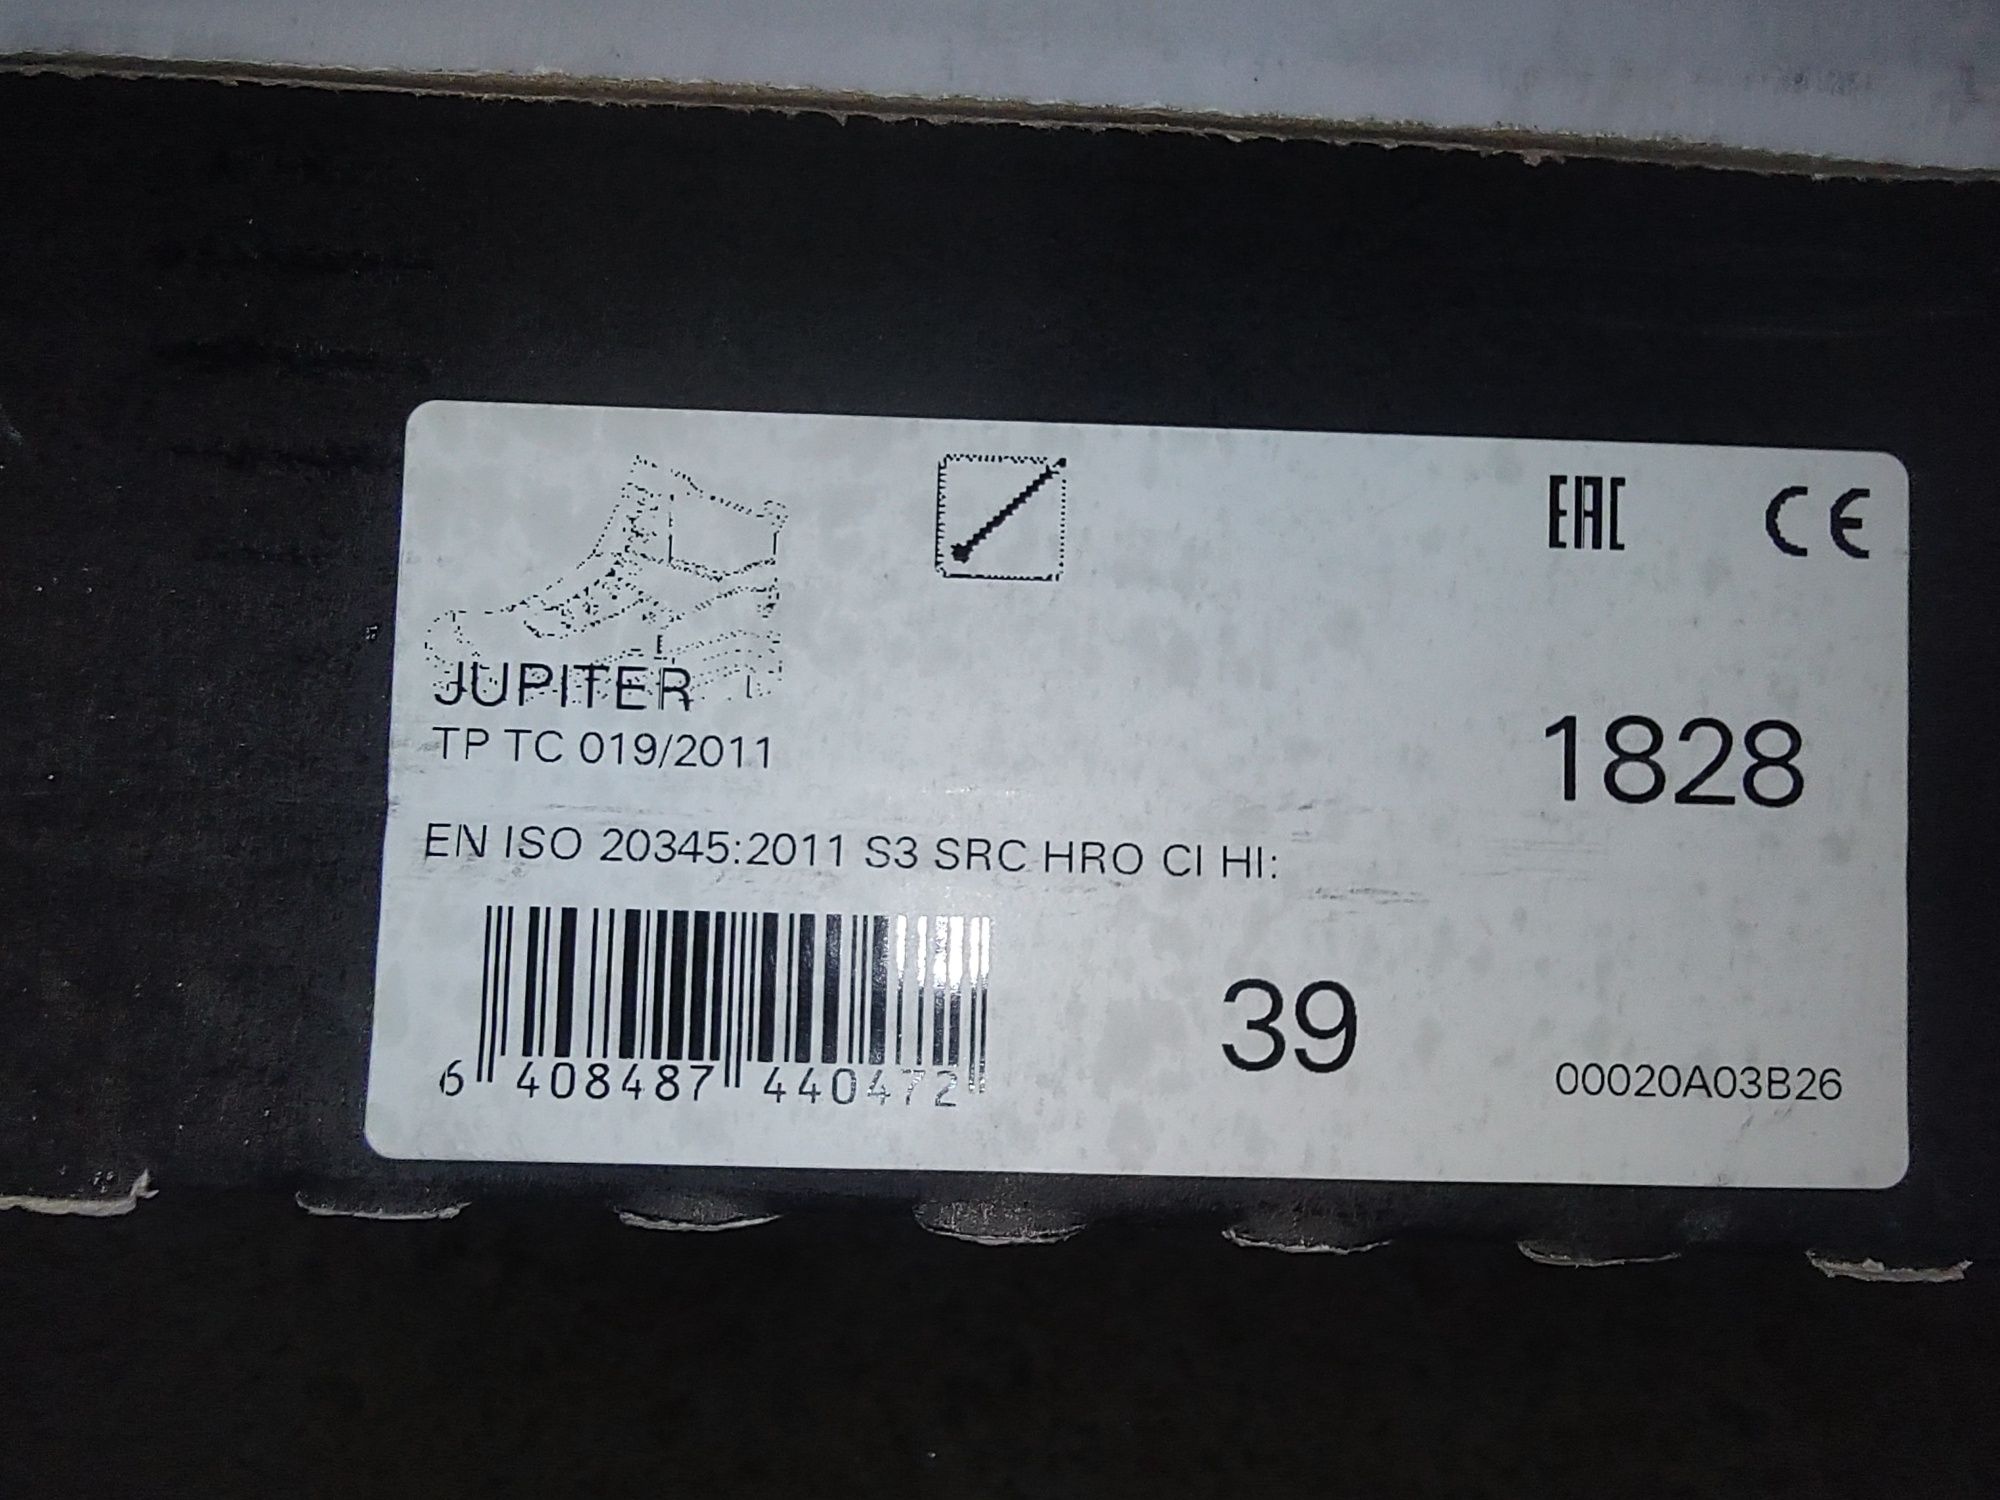 EAC CE
JUPITER
TP TC 019/2011
1828
EN ISO 20345:2011 S3 SRC HRO CI HI:
39
6 408487 440472
00020A03B26